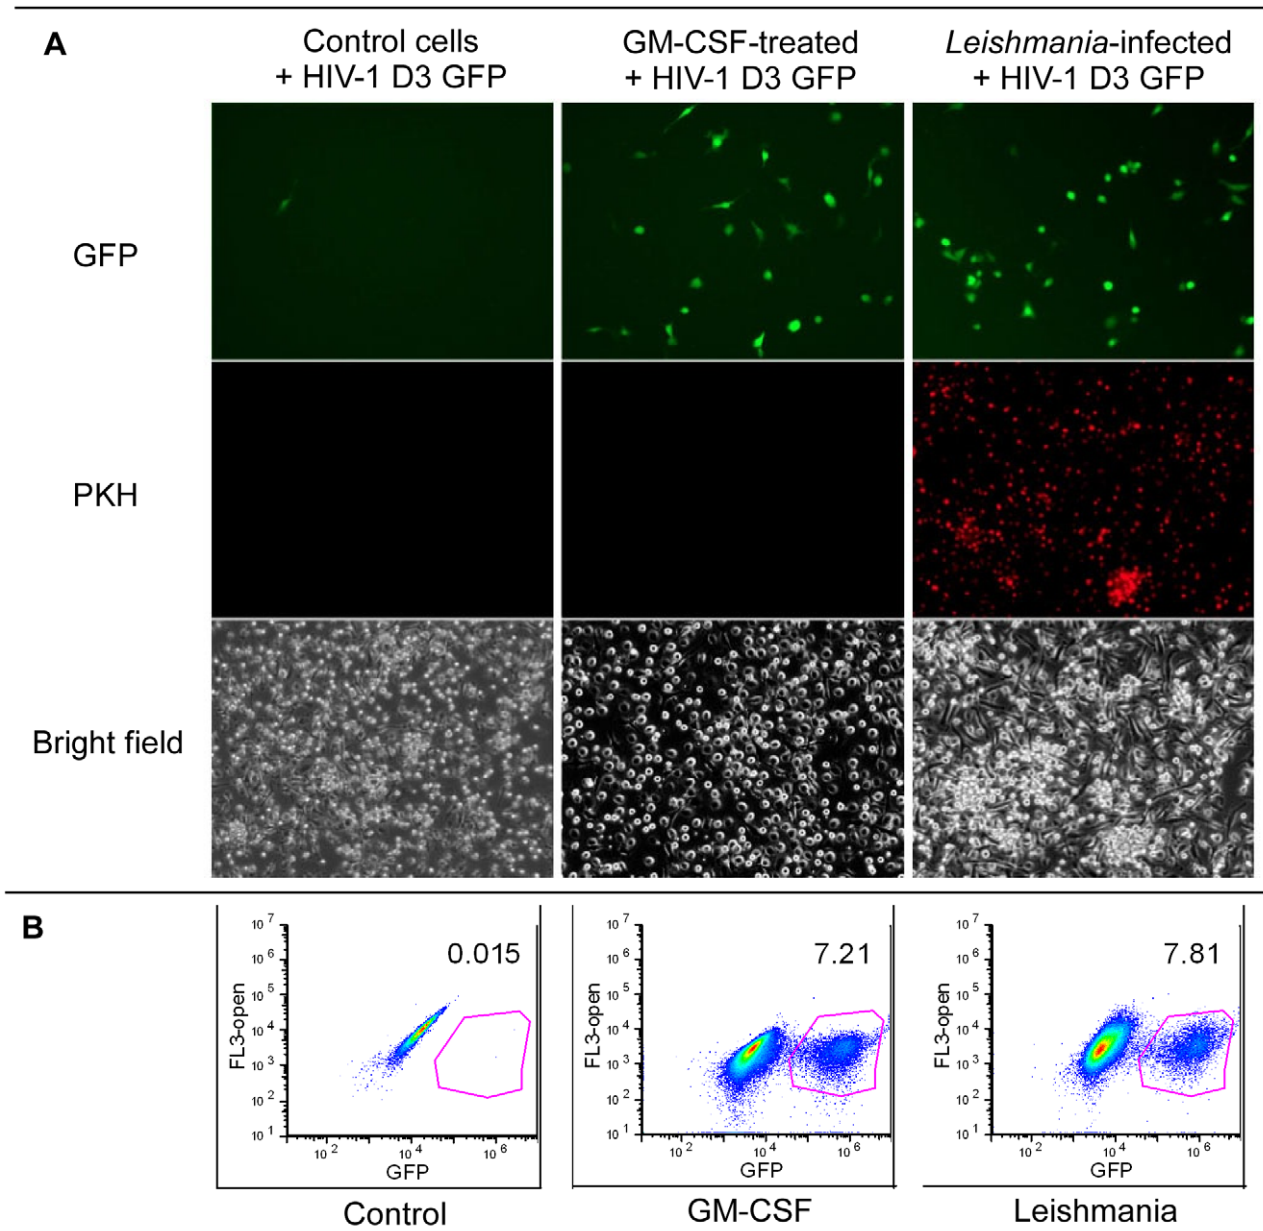 A
Control cells
+ HIV-1 D3 GFP
GM-CSF-treated
+ HIV-1 D3 GFP
Leishmania-infected
+ HIV-1 D3 GFP
GFP
PKH
Bright field
B
0.015
10 7
10 6
10 5
10 4
10 3
10 2
10 1
FL3-open
10 2
10 4
10 6
GFP
Control
7.21
10 7
10 6
10 5
10 4
10 3
10 2
10 1
FL3-open
10 2
10 4
10 6
GFP
GM-CSF
7.81
10 7
10 6
10 5
10 4
10 3
10 2
10 1
FL3-open
10 2
10 4
10 6
GFP
Leishmania